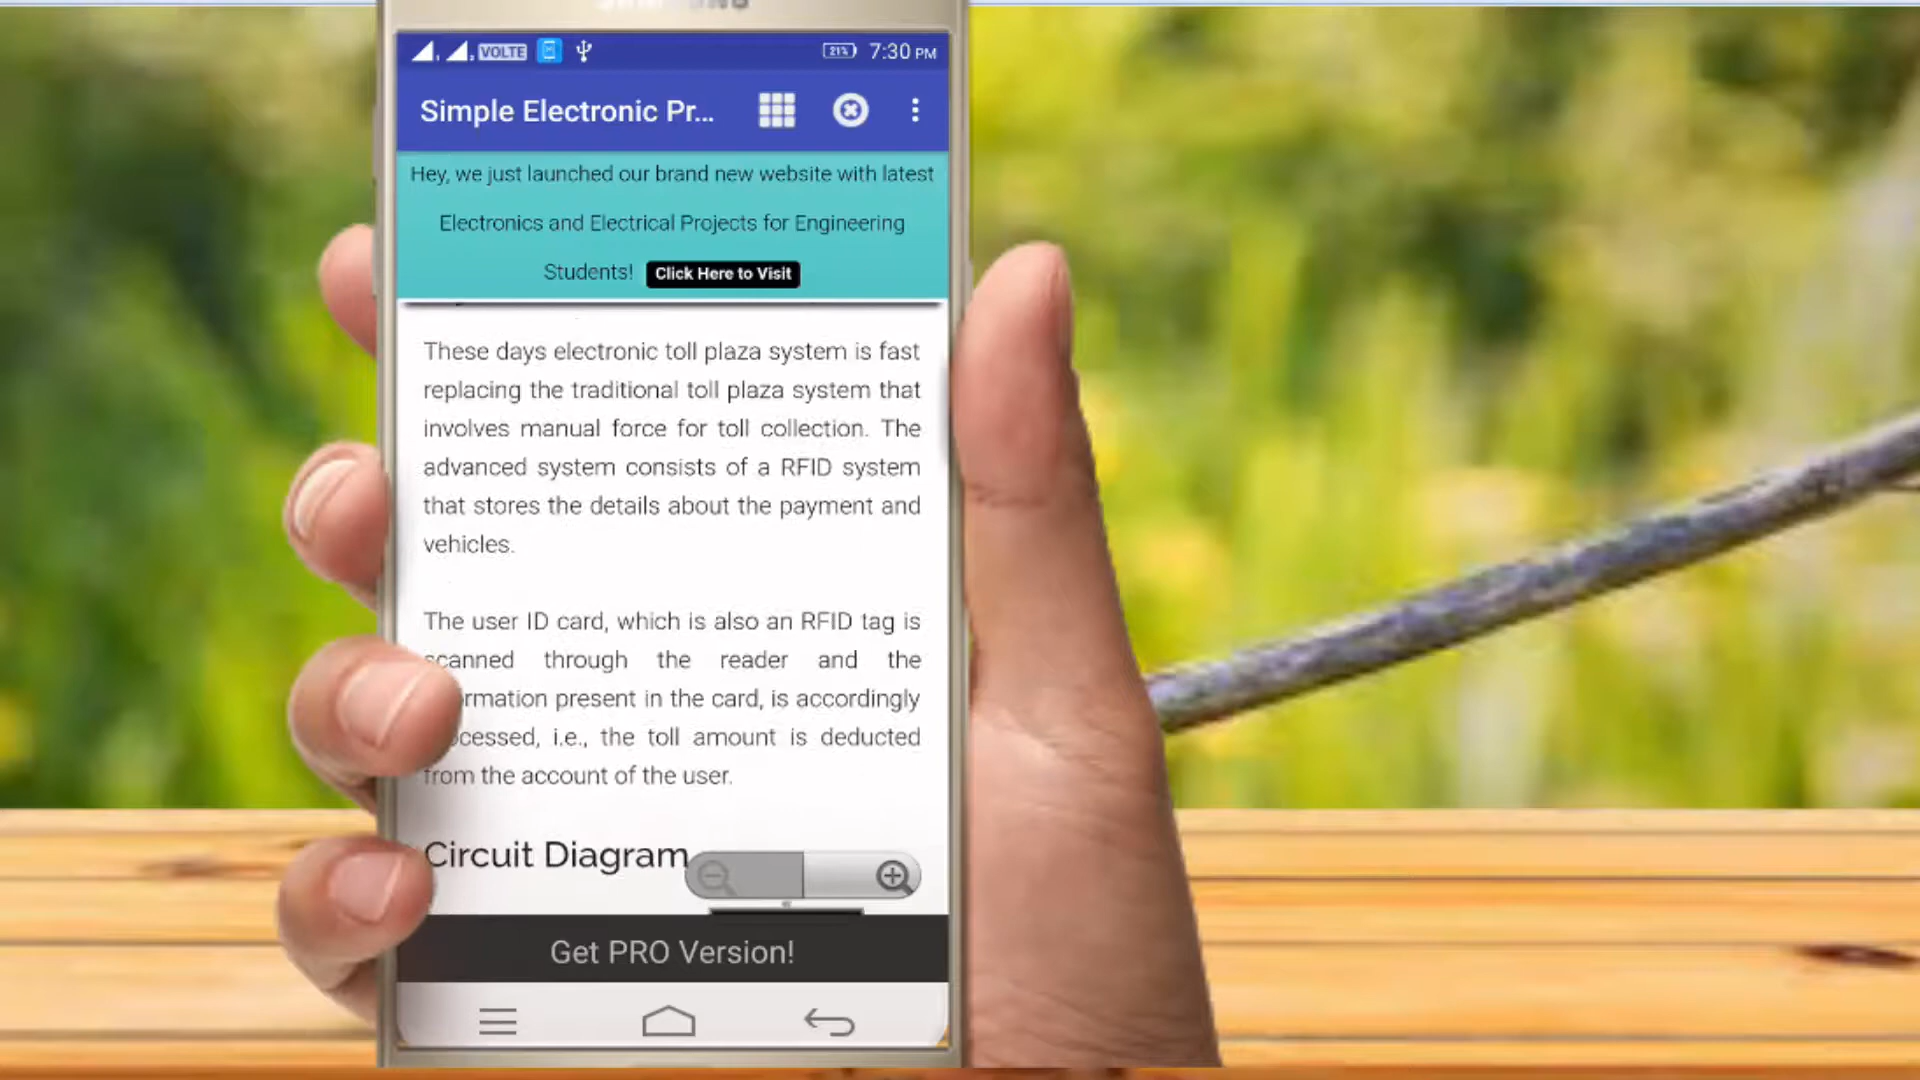 VOLTE 21% 7:30 PM
Simple Electronic Pr...
Hey, we just launched our brand new website with latest
Electronics and Electrical Projects for Engineering
Students! Click Here to Visit
These days electronic toll plaza system is fast
replacing the traditional toll plaza system that
involves manual force for toll collection. The
advanced system consists of a RFID system
that stores the details about the payment and
vehicles.
The user ID card, which is also an RFID tag is
scanned through the reader and the
ormation present in the card, is accordingly
ocessed, i.e., the toll amount is deducted
from the account of the user.
Circuit Diagram
Get PRO Version!